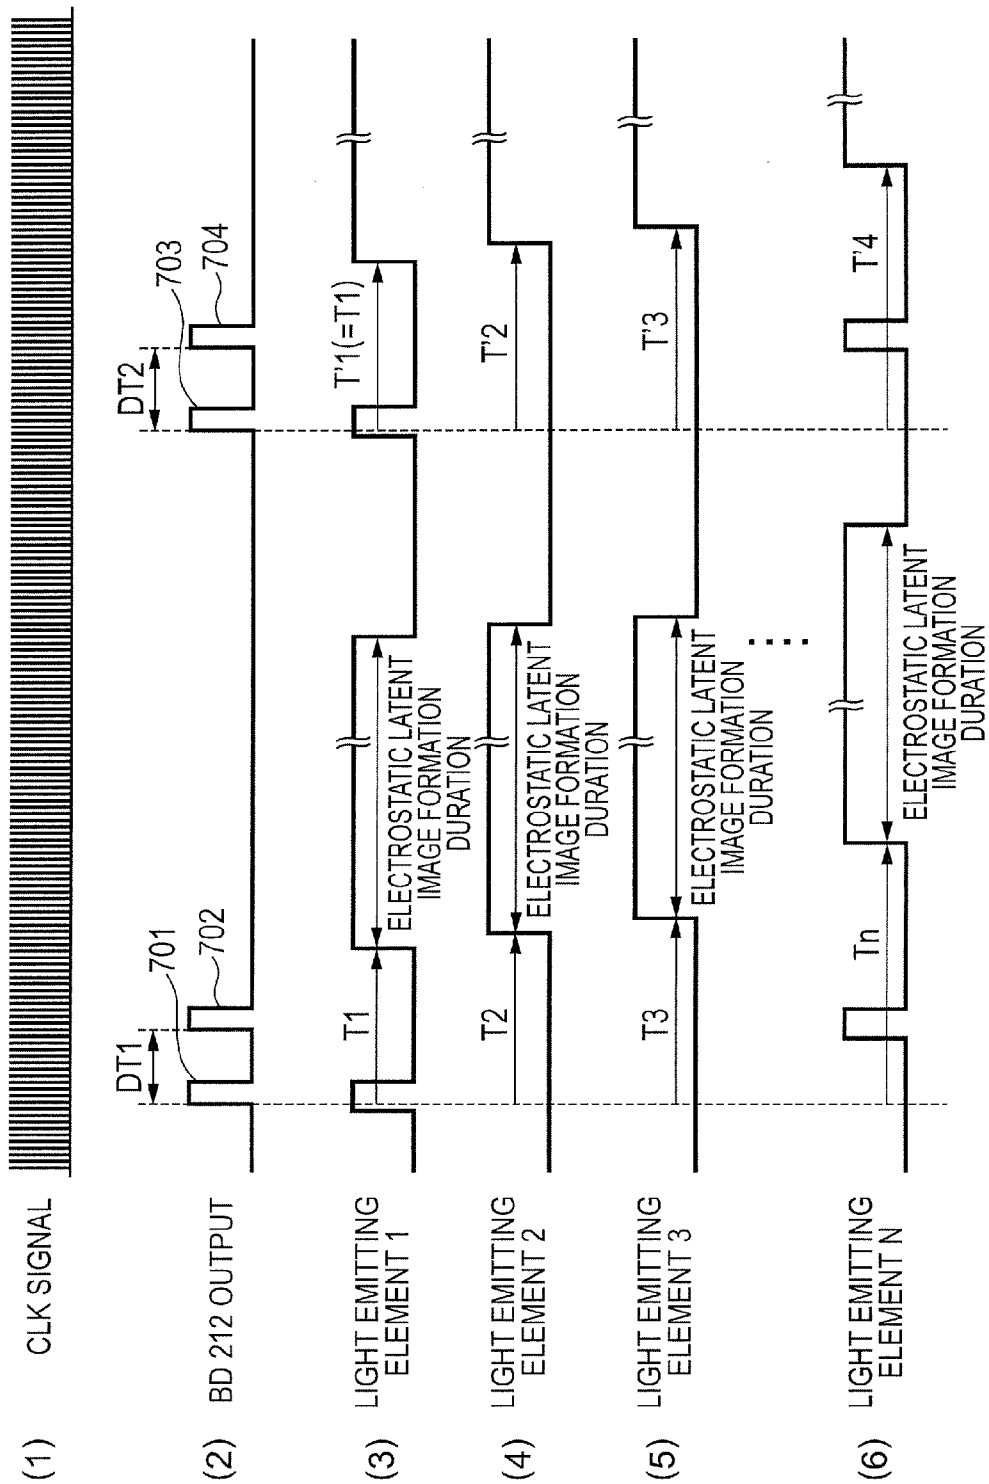 (1) CLK SIGNAL
(2) BD 212 OUTPUT
DT1
701
702
DT2
703
704
(3) LIGHT EMITTING
ELEMENT 1
T1
ELECTROSTATIC LATENT
IMAGE FORMATION
DURATION
T'1(=T1)
(4) LIGHT EMITTING
ELEMENT 2
T2
ELECTROSTATIC LATENT
IMAGE FORMATION
DURATION
T'2
(5) LIGHT EMITTING
ELEMENT 3
T3
ELECTROSTATIC LATENT
IMAGE FORMATION
DURATION
T'3
(6) LIGHT EMITTING
ELEMENT N
Tn
ELECTROSTATIC LATENT
IMAGE FORMATION
DURATION
T'4